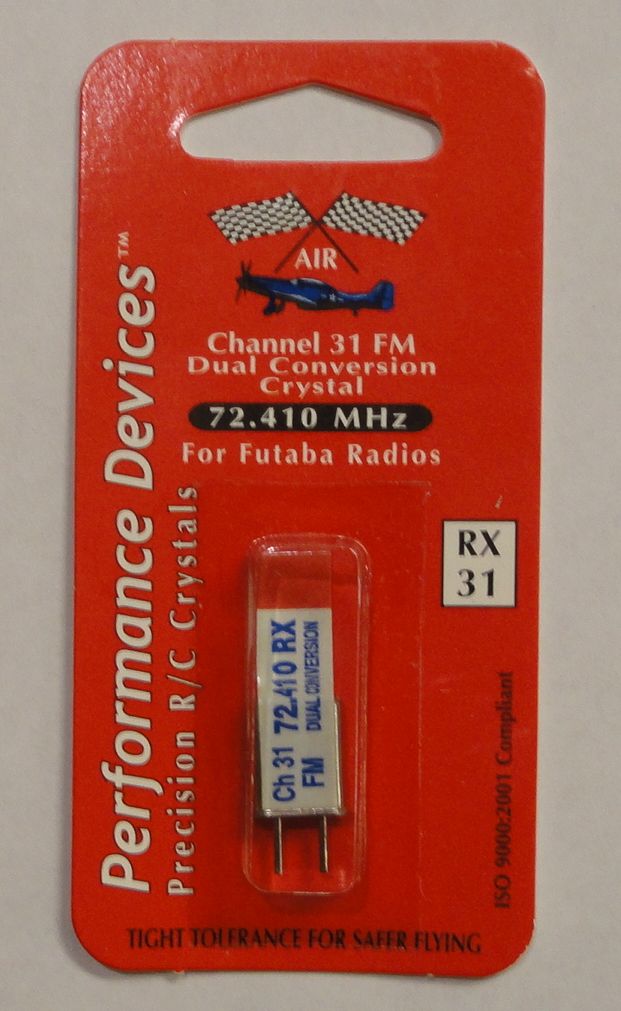 AIR
Channel 31 FM
Dual Conversion
Crystal
72.410 MHz
For Futaba Radios
Performance Devices™
Precision R/C Crystals
RX
31
Ch 31 72.410 RX
FM DUAL CONVERSION
ISO 9000:2001 Compliant
TIGHT TOLERANCE FOR SAFER FLYING